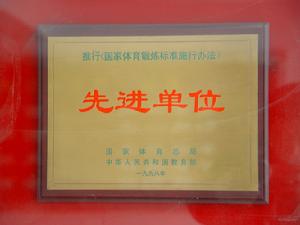 推行《国家体育锻炼标准施行办法》
先进单位
国家体育总局
中华人民共和国教育部
一九九八年